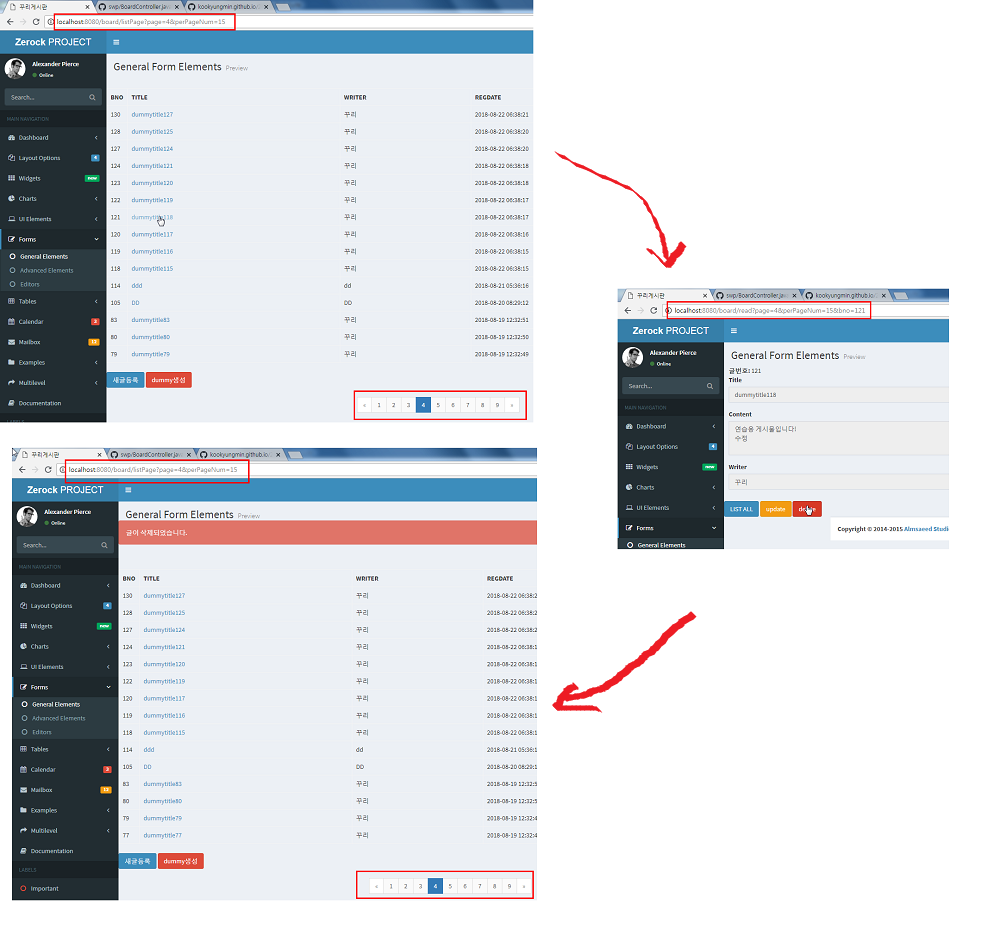 꾸리게시판
swp/BoardController.jav
kookyungmin.github.io/
localhost:8080/board/listPage?page=4&perPageNum=15
Zerock PROJECT
Alexander Pierce
Online
Search...
MAIN NAVIGATION
Dashboard
Layout Options 4
Widgets new
Charts
UI Elements
Forms
General Elements
Advanced Elements
Editors
Tables
Calendar 3
Mailbox 12
Examples
Multilevel
Documentation
LABELS
General Form Elements Preview
BNO TITLE WRITER REGDATE
130 dummytitle127 꾸리 2018-08-22 06:38:21
128 dummytitle125 꾸리 2018-08-22 06:38:20
127 dummytitle124 꾸리 2018-08-22 06:38:20
124 dummytitle121 꾸리 2018-08-22 06:38:18
123 dummytitle120 꾸리 2018-08-22 06:38:18
122 dummytitle119 꾸리 2018-08-22 06:38:17
121 dummytitle118 꾸리 2018-08-22 06:38:17
120 dummytitle117 꾸리 2018-08-22 06:38:16
119 dummytitle116 꾸리 2018-08-22 06:38:15
118 dummytitle115 꾸리 2018-08-22 06:38:15
114 ddd dd 2018-08-21 05:36:16
105 DD DD 2018-08-20 08:29:12
83 dummytitle83 꾸리 2018-08-19 12:32:51
80 dummytitle80 꾸리 2018-08-19 12:32:50
79 dummytitle79 꾸리 2018-08-19 12:32:49
새글등록 dummy생성
« 1 2 3 4 5 6 7 8 9 »
꾸리게시판
swp/BoardController.jav
kookyungmin.github.io/
localhost:8080/board/read?page=4&perPageNum=15&bno=121
Zerock PROJECT
Alexander Pierce
Online
Search...
MAIN NAVIGATION
Dashboard
Layout Options 4
Widgets new
Charts
UI Elements
Forms
General Elements
General Form Elements Preview
글번호: 121
Title
dummytitle118
Content
연습용 게시물입니다!
수정
Writer
꾸리
LIST ALL update
Copyright © 2014-2015 Almsaeed Studi
꾸리게시판
swp/BoardController.jav
kookyungmin.github.io/
localhost:8080/board/listPage?page=4&perPageNum=15
Zerock PROJECT
Alexander Pierce
Online
Search...
MAIN NAVIGATION
Dashboard
Layout Options 4
Widgets new
Charts
UI Elements
Forms
General Elements
Advanced Elements
Editors
Tables
Calendar 3
Mailbox 12
Examples
Multilevel
Documentation
LABELS
Important
General Form Elements Preview
글이 삭제되었습니다.
BNO TITLE WRITER REGDATE
130 dummytitle127 꾸리 2018-08-22 06:38:2
128 dummytitle125 꾸리 2018-08-22 06:38:2
127 dummytitle124 꾸리 2018-08-22 06:38:2
124 dummytitle121 꾸리 2018-08-22 06:38:1
123 dummytitle120 꾸리 2018-08-22 06:38:1
122 dummytitle119 꾸리 2018-08-22 06:38:1
120 dummytitle117 꾸리 2018-08-22 06:38:1
119 dummytitle116 꾸리 2018-08-22 06:38:1
118 dummytitle115 꾸리 2018-08-22 06:38:1
114 ddd dd 2018-08-21 05:36:1
105 DD DD 2018-08-20 08:29:1
83 dummytitle83 꾸리 2018-08-19 12:32:5
80 dummytitle80 꾸리 2018-08-19 12:32:5
79 dummytitle79 꾸리 2018-08-19 12:32:4
77 dummytitle77 꾸리 2018-08-19 12:32:4
새글등록 dummy생성
« 1 2 3 4 5 6 7 8 9 »